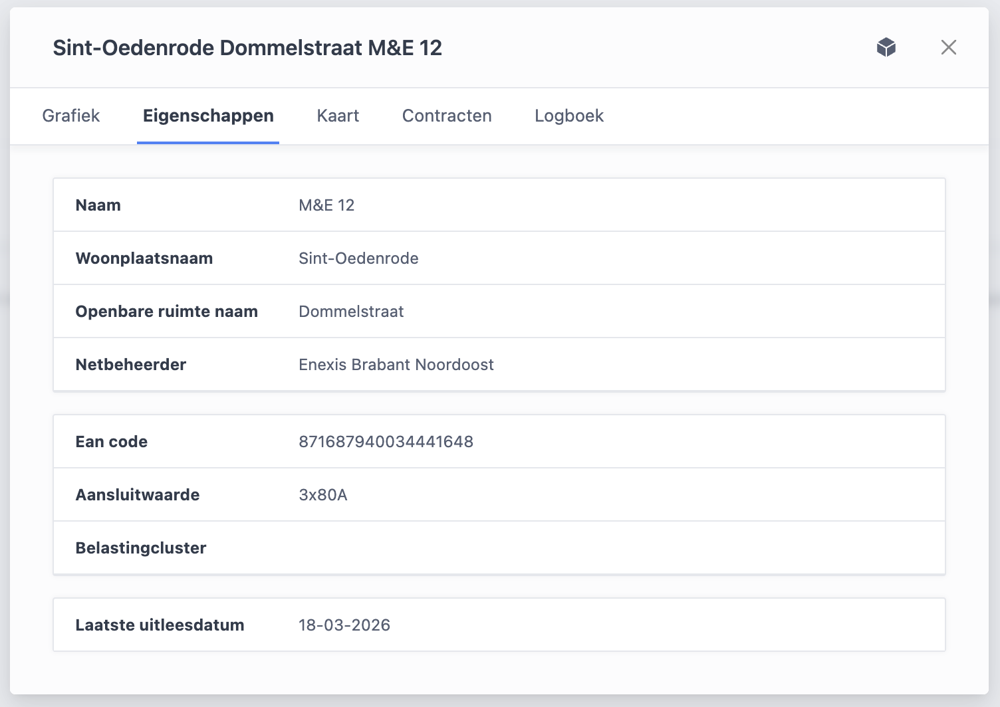 Sint-Oedenrode Dommelstraat M&E 12
Grafiek Eigenschappen Kaart Contracten Logboek
Naam M&E 12
Woonplaatsnaam Sint-Oedenrode
Openbare ruimte naam Dommelstraat
Netbeheerder Enexis Brabant Noordoost
Ean code 871687940034441648
Aansluitwaarde 3x80A
Belastingcluster
Laatste uitleesdatum 18-03-2026